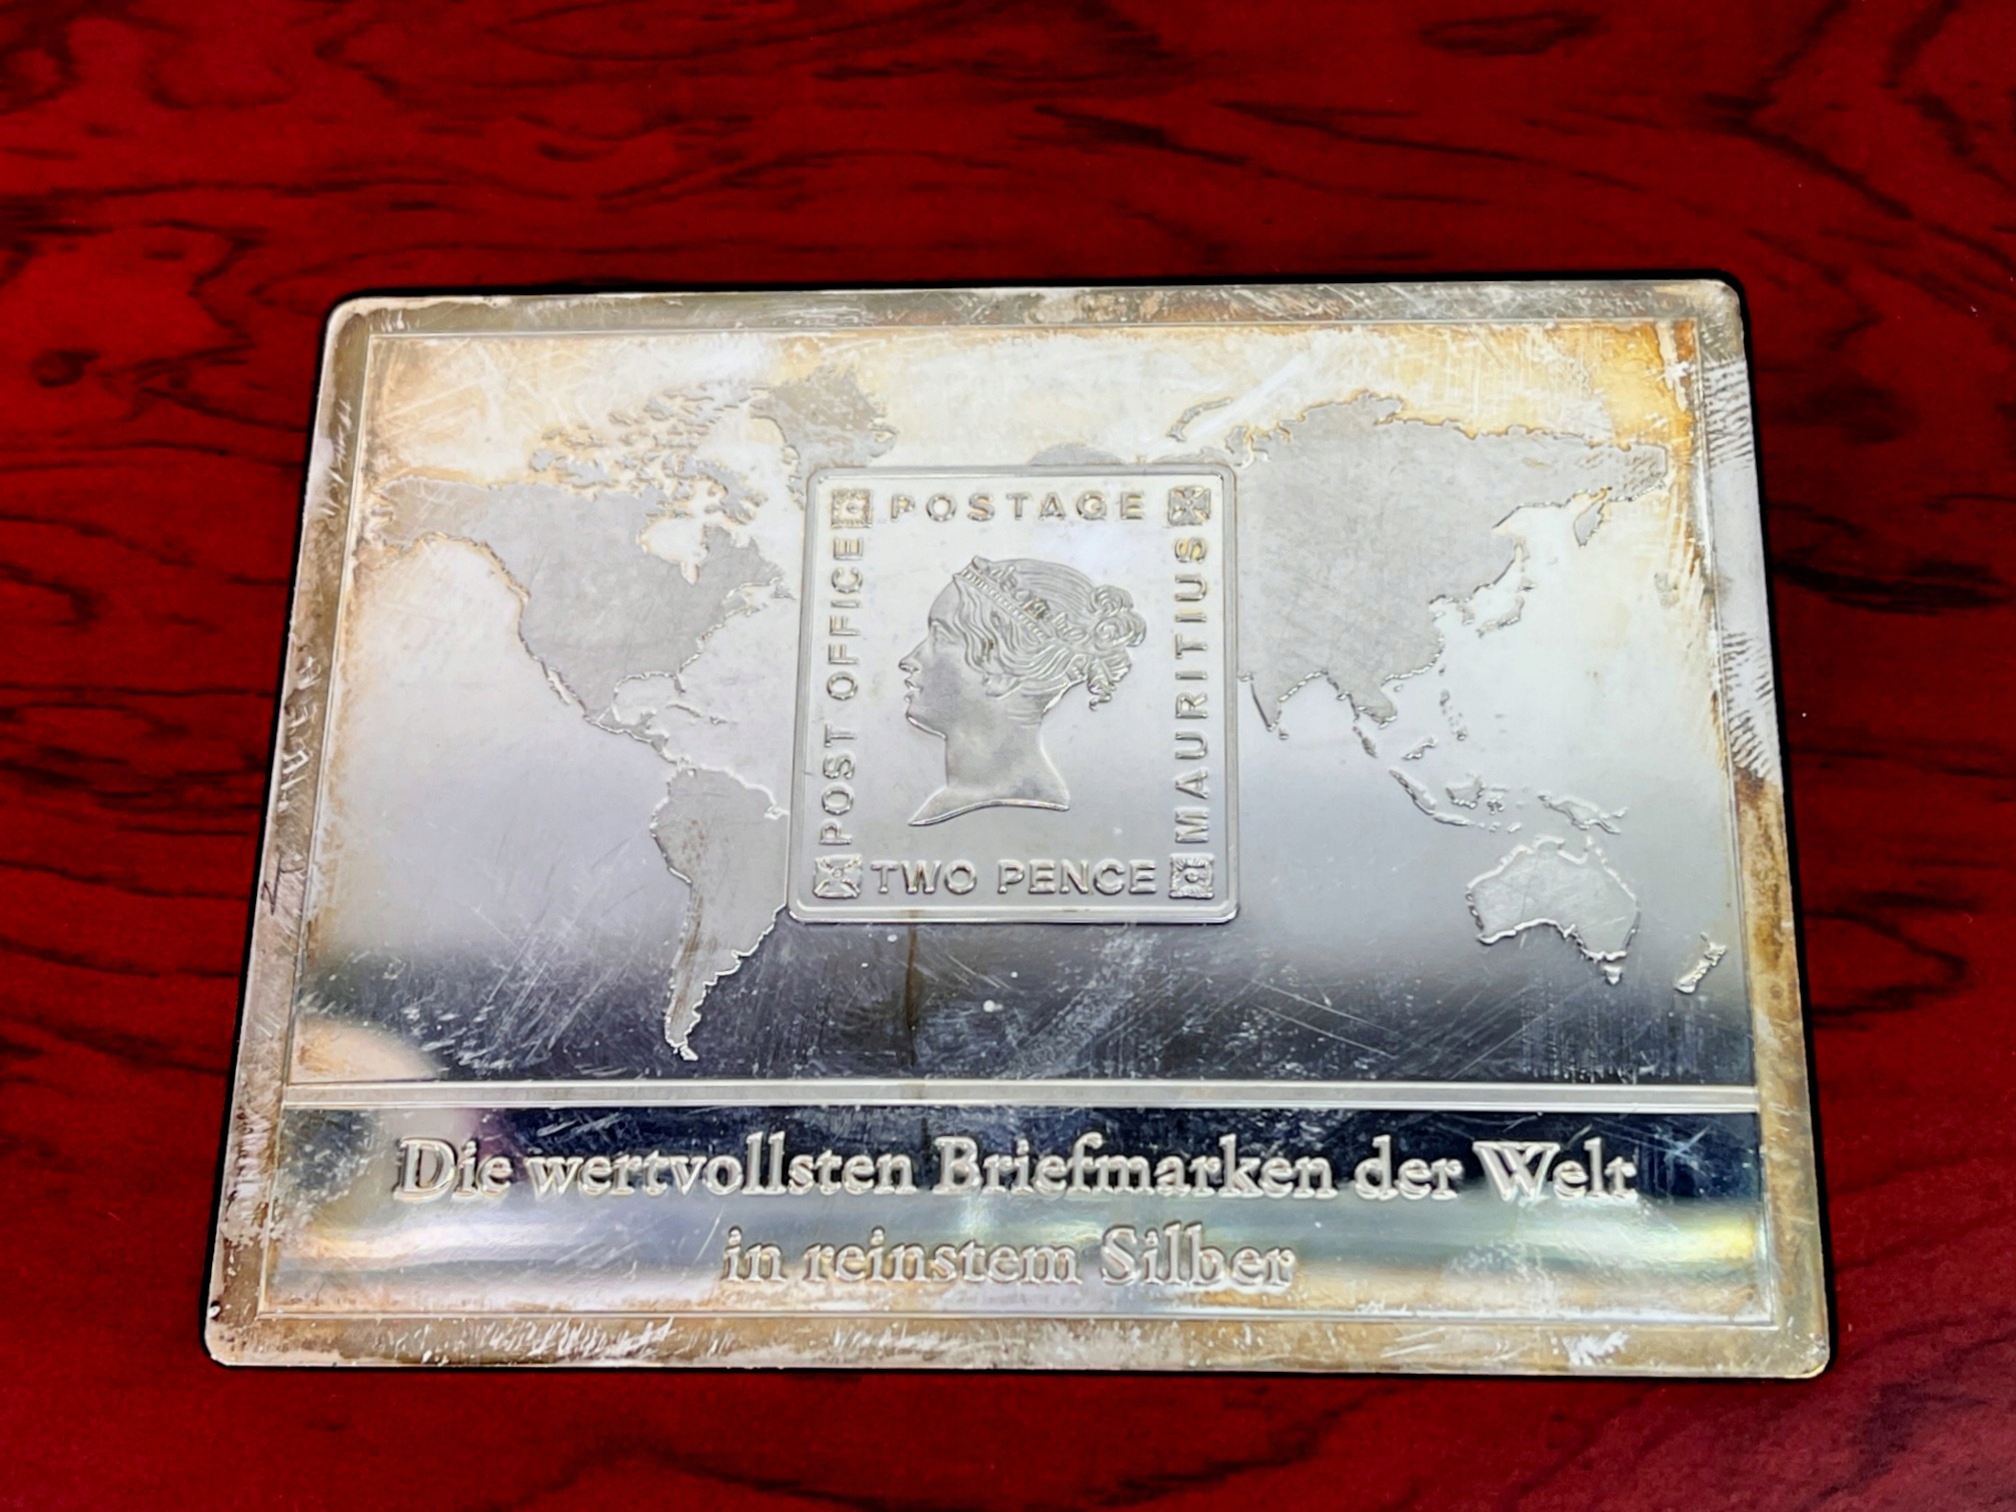 POSTAGE
POST OFFICE
MAURITIUS
TWO PENCE
Die wertvollsten Briefmarken der Welt
in reinstem Silber